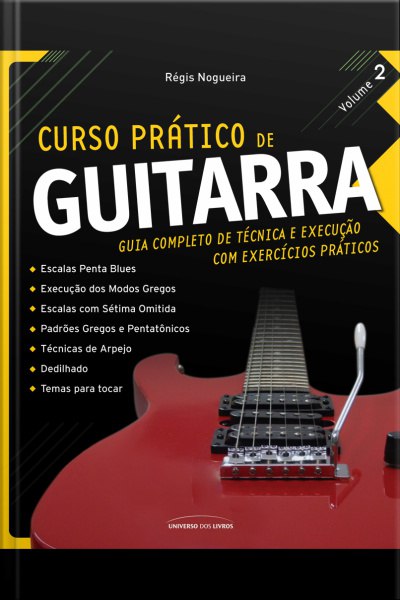 Régis Nogueira
Volume 2
CURSO PRÁTICO DE
GUITARRA
GUIA COMPLETO DE TÉCNICA E EXECUÇÃO
COM EXERCÍCIOS PRÁTICOS
Escalas Penta Blues
Execução dos Modos Gregos
Escalas com Sétima Omitida
Padrões Gregos e Pentatônicos
Técnicas de Arpejo
Dedilhado
Temas para tocar
UNIVERSO DOS LIVROS